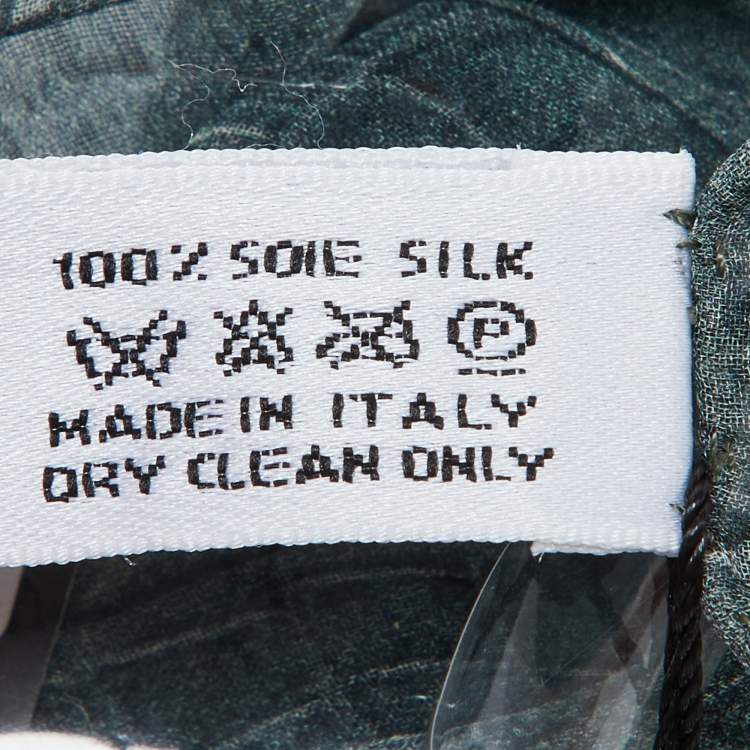 100% SOIE SILK
P
MADE IN ITALY
DRY CLEAN ONLY